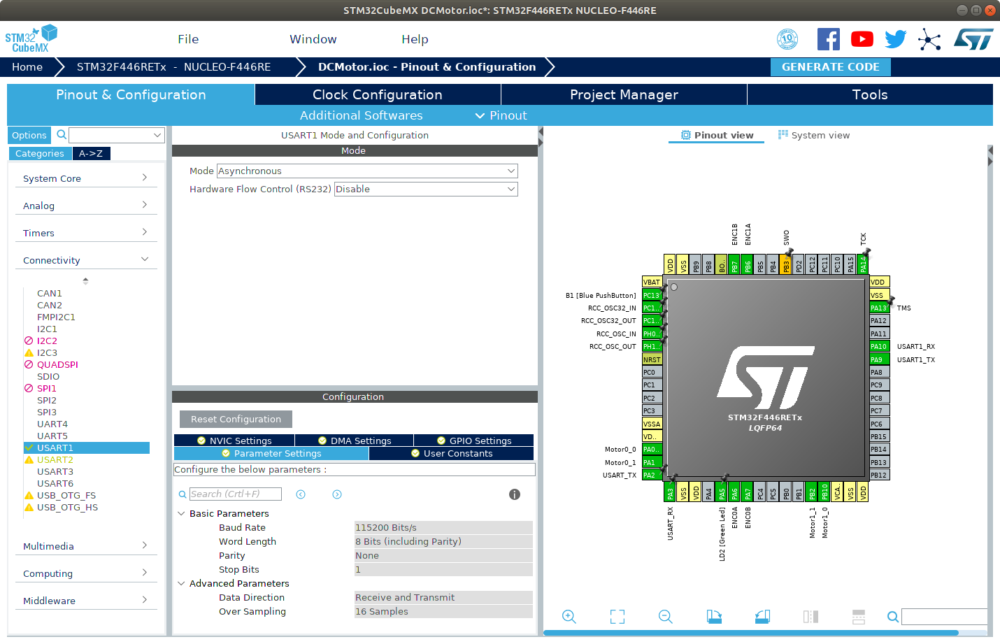 STM32CubeMX DCMotor.ioc*: STM32F446RETx NUCLEO-F446RE
STM32
CubeMX
File
Window
Help
10
Home
STM32F446RETx - NUCLEO-F446RE
DCMotor.ioc - Pinout & Configuration
GENERATE CODE
Pinout & Configuration
Clock Configuration
Project Manager
Tools
Additional Softwares
Pinout
Options
Categories
A->Z
System Core
Analog
Timers
Connectivity
CAN1
CAN2
FMPI2C1
I2C1
I2C2
I2C3
QUADSPI
SDIO
SPI1
SPI2
SPI3
UART4
UART5
USART1
USART2
USART3
USART6
USB_OTG_FS
USB_OTG_HS
Multimedia
Computing
Middleware
USART1 Mode and Configuration
Mode
Mode Asynchronous
Hardware Flow Control (RS232) Disable
Configuration
Reset Configuration
NVIC Settings
DMA Settings
GPIO Settings
Parameter Settings
User Constants
Configure the below parameters :
Search (Crtl+F)
Basic Parameters
Baud Rate 115200 Bits/s
Word Length 8 Bits (including Parity)
Parity None
Stop Bits 1
Advanced Parameters
Data Direction Receive and Transmit
Over Sampling 16 Samples
Pinout view
System view
ENC1B
ENC1A
SWO
TCK
VDD
VSS
PB9
PB8
BO..
PB7
PB6
PB5
PB4
PB3
PD2
PC12
PC11
PC10
PA15
PA14
VBAT
B1 [Blue PushButton] PC13
RCC_OSC32_IN PC1..
RCC_OSC32_OUT PC1..
RCC_OSC_IN PH0..
RCC_OSC_OUT PH1..
NRST
PC0
PC1
PC2
PC3
VSSA
VD..
Motor0_0 PA0..
Motor0_1 PA1
USART_TX PA2
STM32F446RETx
LQFP64
VDD
VSS
PA13 TMS
PA12
PA11
PA10 USART1_RX
PA9 USART1_TX
PA8
PC9
PC8
PC7
PC6
PB15
PB14
PB13
PB12
PA3
VSS
VDD
PA4
PA5
PA6
PA7
PC4
PC5
PB0
PB1
PB2
PB10
VCA..
VSS
VDD
USART_RX
LD2 [Green Led]
ENC0A
ENC0B
Motor1_1
Motor1_0